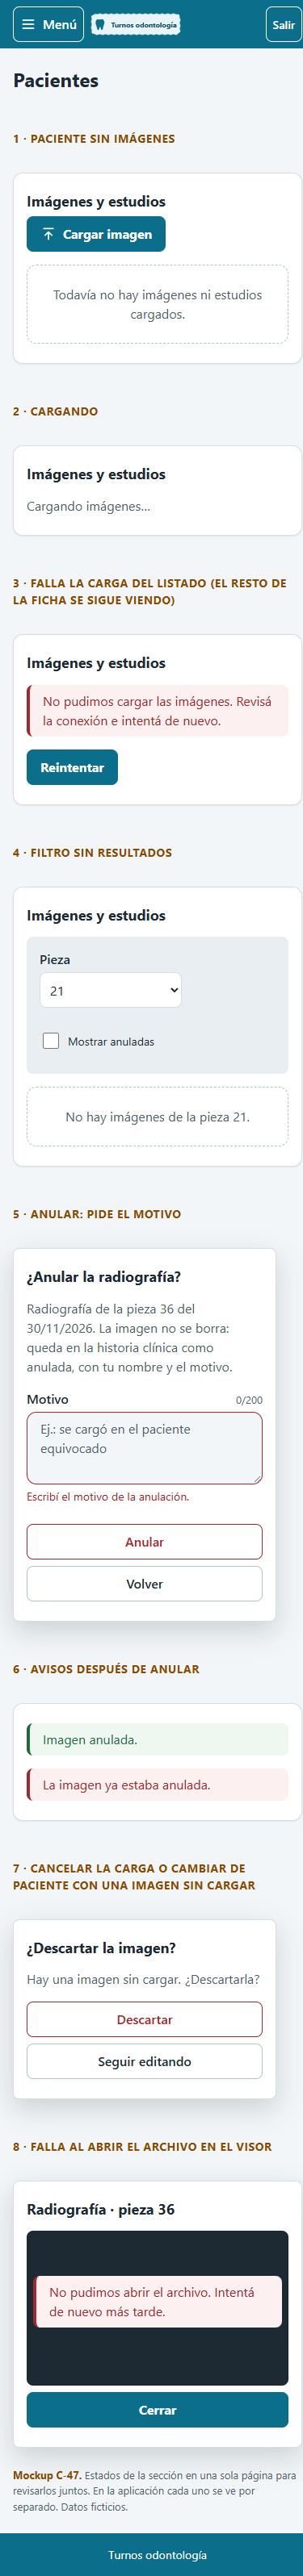 Menú
Turnos odontología
Salir
Pacientes
1 · PACIENTE SIN IMÁGENES
Imágenes y estudios
Cargar imagen
Todavía no hay imágenes ni estudios
cargados.
2 · CARGANDO
Imágenes y estudios
Cargando imágenes...
3 · FALLA LA CARGA DEL LISTADO (EL RESTO DE
LA FICHA SE SIGUE VIENDO)
Imágenes y estudios
No pudimos cargar las imágenes. Revisá
la conexión e intentá de nuevo.
Reintentar
4 · FILTRO SIN RESULTADOS
Imágenes y estudios
Pieza
21
Mostrar anuladas
No hay imágenes de la pieza 21.
5 · ANULAR: PIDE EL MOTIVO
¿Anular la radiografía?
Radiografía de la pieza 36 del
30/11/2026. La imagen no se borra:
queda en la historia clínica como
anulada, con tu nombre y el motivo.
Motivo
0/200
Ej.: se cargó en el paciente
equivocado
Escribí el motivo de la anulación.
Anular
Volver
6 · AVISOS DESPUÉS DE ANULAR
Imagen anulada.
La imagen ya estaba anulada.
7 · CANCELAR LA CARGA O CAMBIAR DE
PACIENTE CON UNA IMAGEN SIN CARGAR
¿Descartar la imagen?
Hay una imagen sin cargar. ¿Descartarla?
Descartar
Seguir editando
8 · FALLA AL ABRIR EL ARCHIVO EN EL VISOR
Radiografía · pieza 36
No pudimos abrir el archivo. Intentá
de nuevo más tarde.
Cerrar
Mockup C-47. Estados de la sección en una sola página para
revisarlos juntos. En la aplicación cada uno se ve por
separado. Datos ficticios.
Turnos odontología